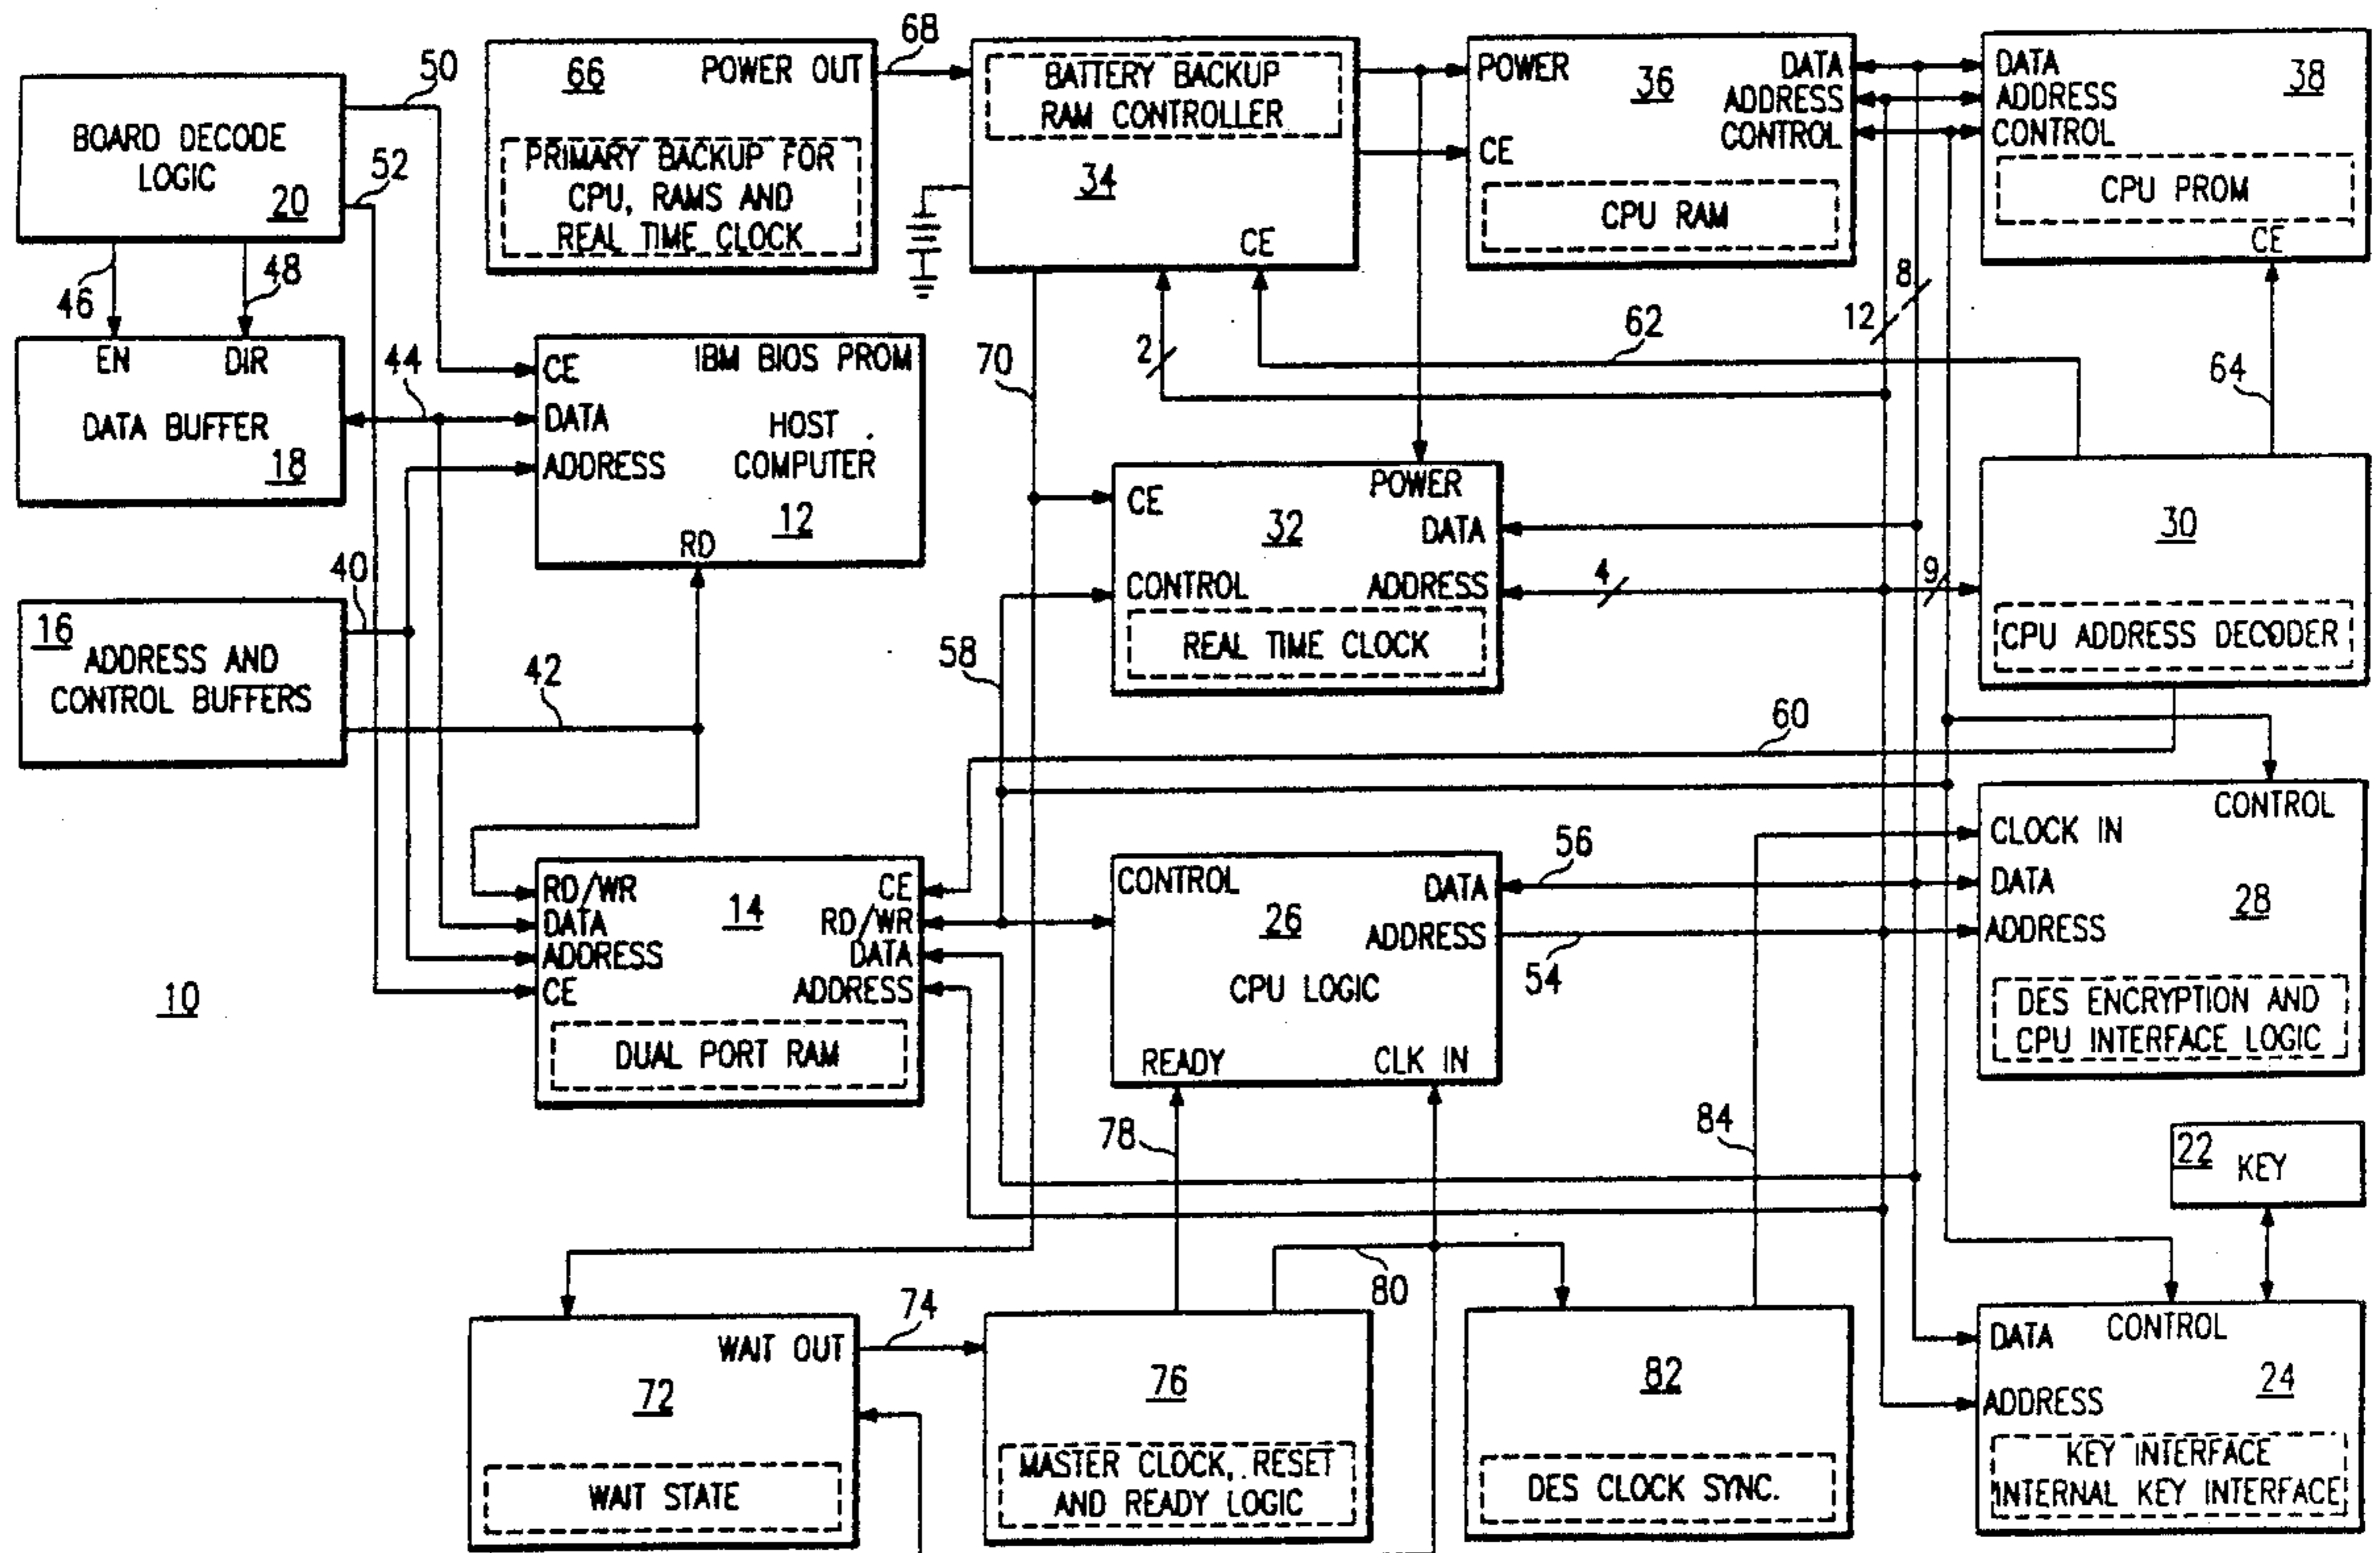 BOARD DECODE
LOGIC
20
50
52
46
48
EN
DIR
DATA BUFFER
18
44
40
16
ADDRESS AND
CONTROL BUFFERS
42
10
66
POWER OUT
PRIMARY BACKUP FOR
CPU, RAMS AND
REAL TIME CLOCK
68
BATTERY BACKUP
RAM CONTROLLER
34
CE
POWER
36
DATA
ADDRESS
CONTROL
CE
CPU RAM
DATA
38
ADDRESS
CONTROL
CPU PROM
CE
8
12
2
62
70
64
IBM BIOS PROM
CE
DATA
HOST
COMPUTER
ADDRESS
12
RD
CE
POWER
32
DATA
CONTROL
ADDRESS
REAL TIME CLOCK
4
9
30
CPU ADDRESS DECODER
58
60
RD/WR
CE
14
DATA
RD/WR
ADDRESS
DATA
CE
ADDRESS
DUAL PORT RAM
CONTROL
DATA
26
ADDRESS
CPU LOGIC
READY
CLK IN
56
54
CONTROL
CLOCK IN
DATA
28
ADDRESS
DES ENCRYPTION AND
CPU INTERFACE LOGIC
78
84
22
KEY
80
74
WAIT OUT
72
WAIT STATE
76
MASTER CLOCK, RESET
AND READY LOGIC
82
DES CLOCK SYNC.
DATA
CONTROL
24
ADDRESS
KEY INTERFACE
INTERNAL KEY INTERFACE